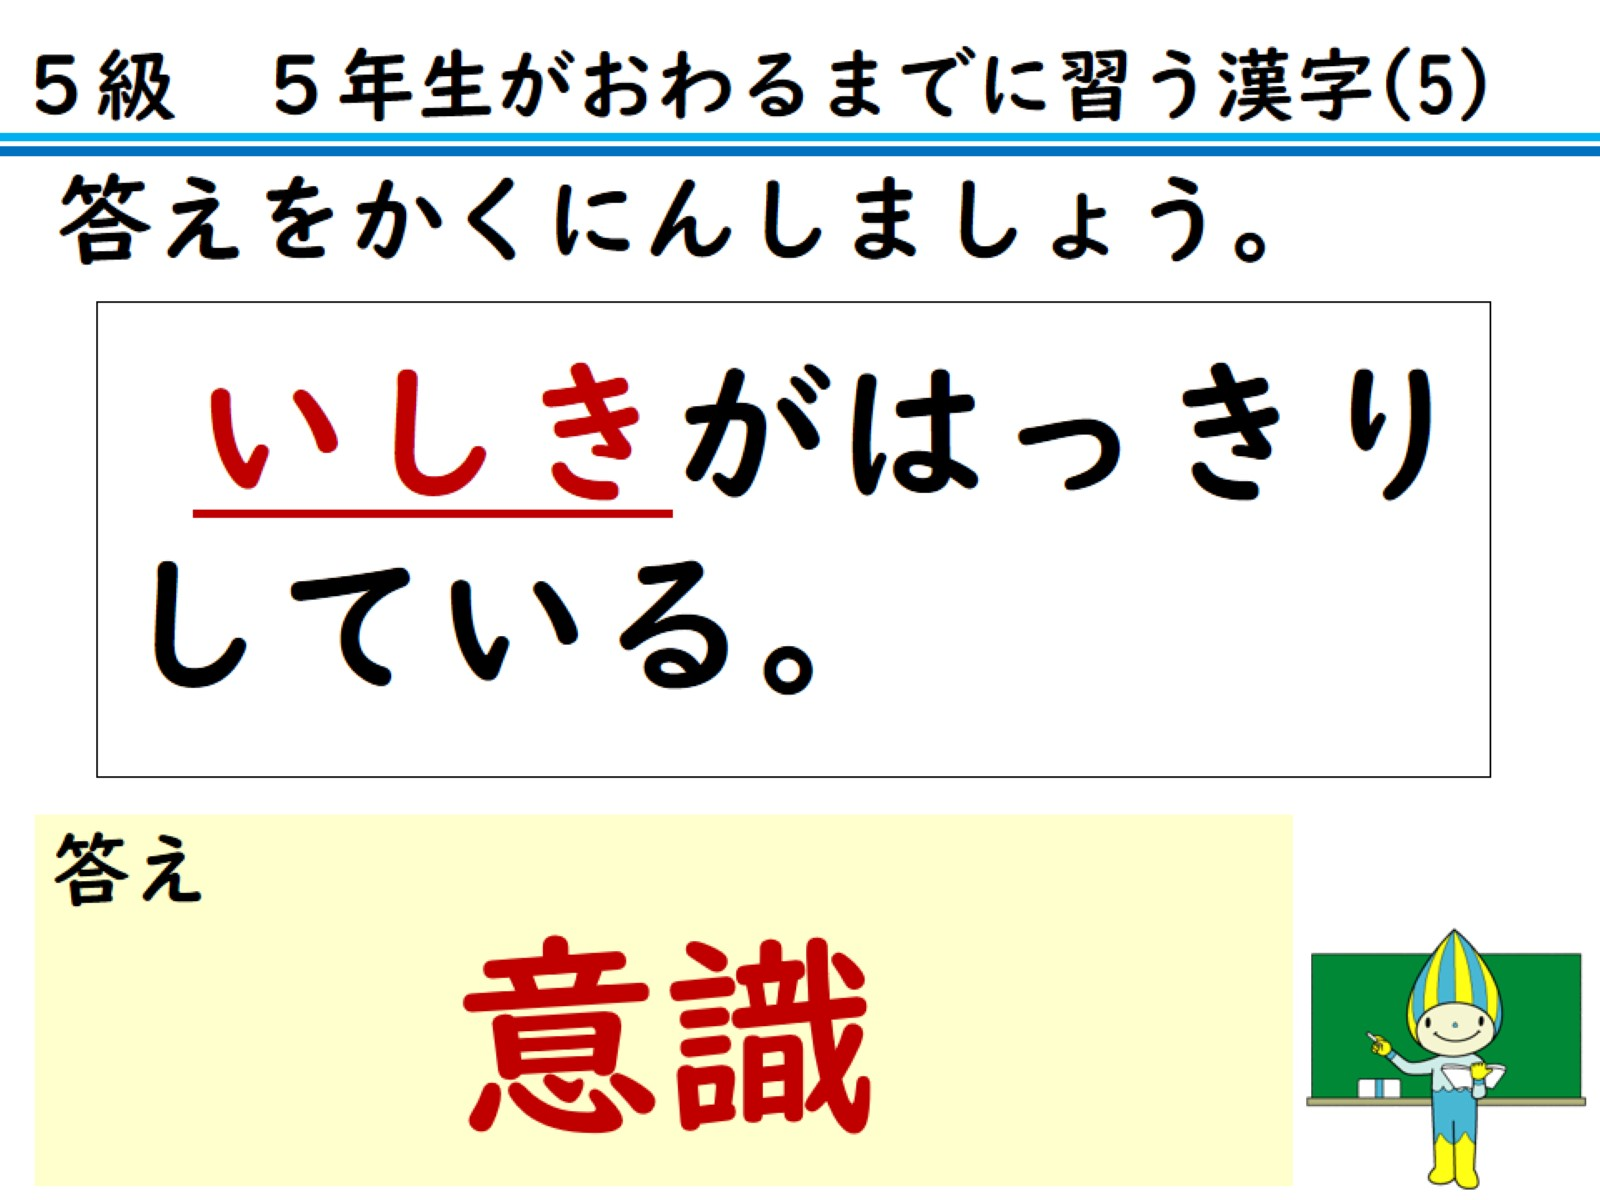 ５級　５年生がおわるまでに習う漢字(5)
答えをかくにんしましょう。
いしきがはっきり
している。
答え
意識